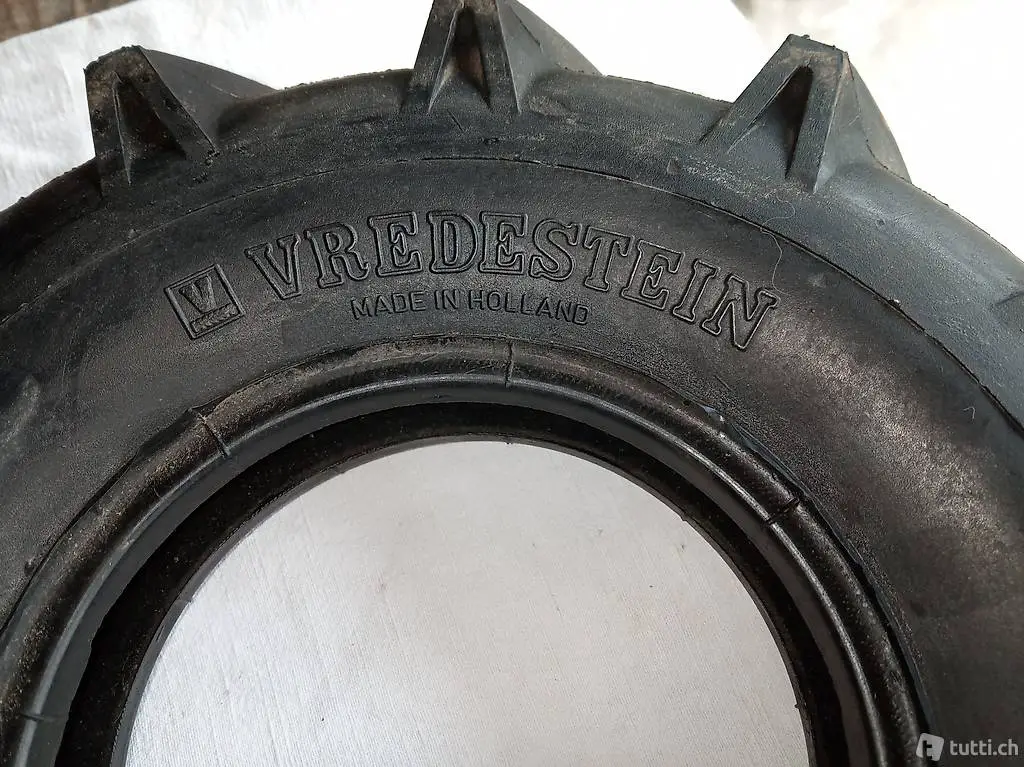 V VREDESTEIN
MADE IN HOLLAND
tutti.ch